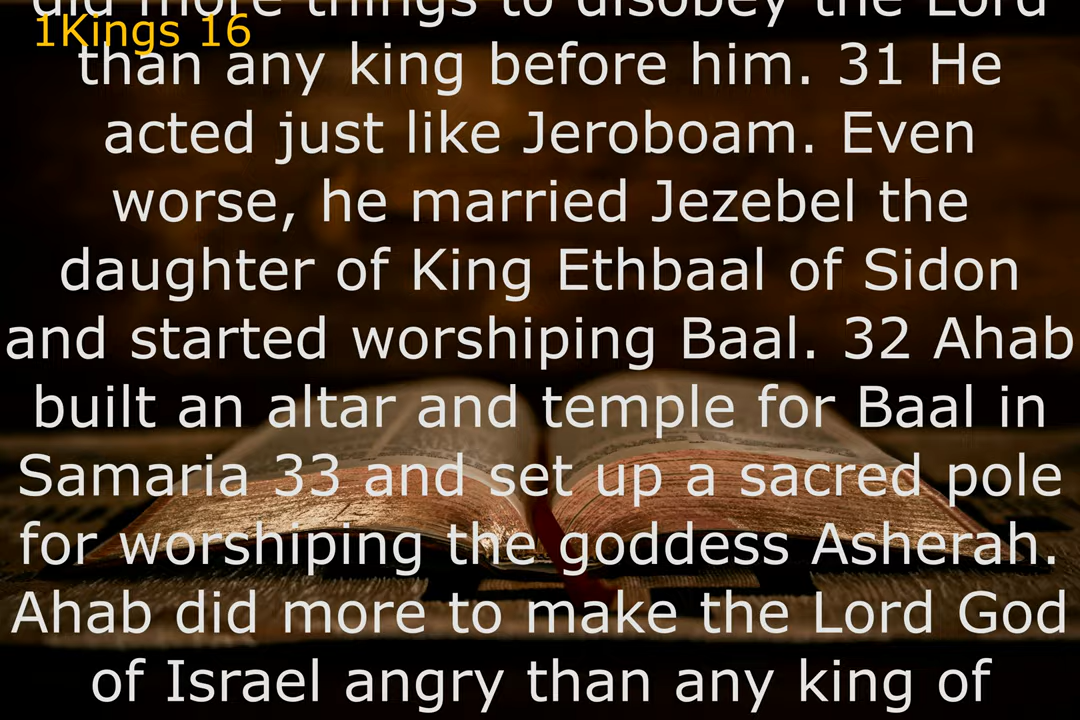 did more things to disobey the Lord
1Kings 16
than any king before him. 31 He
acted just like Jeroboam. Even
worse, he married Jezebel the
daughter of King Ethbaal of Sidon
and started worshiping Baal. 32 Ahab
built an altar and temple for Baal in
Samaria 33 and set up a sacred pole
for worshiping the goddess Asherah.
Ahab did more to make the Lord God
of Israel angry than any king of